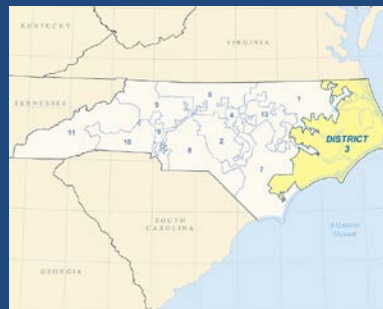 KENTUCKY
VIRGINIA
TENNESSEE
5
6
1
4
13
DISTRICT
3
11
10
9
8
2
7
SOUTH
CAROLINA
Atlantic
Ocean
GEORGIA